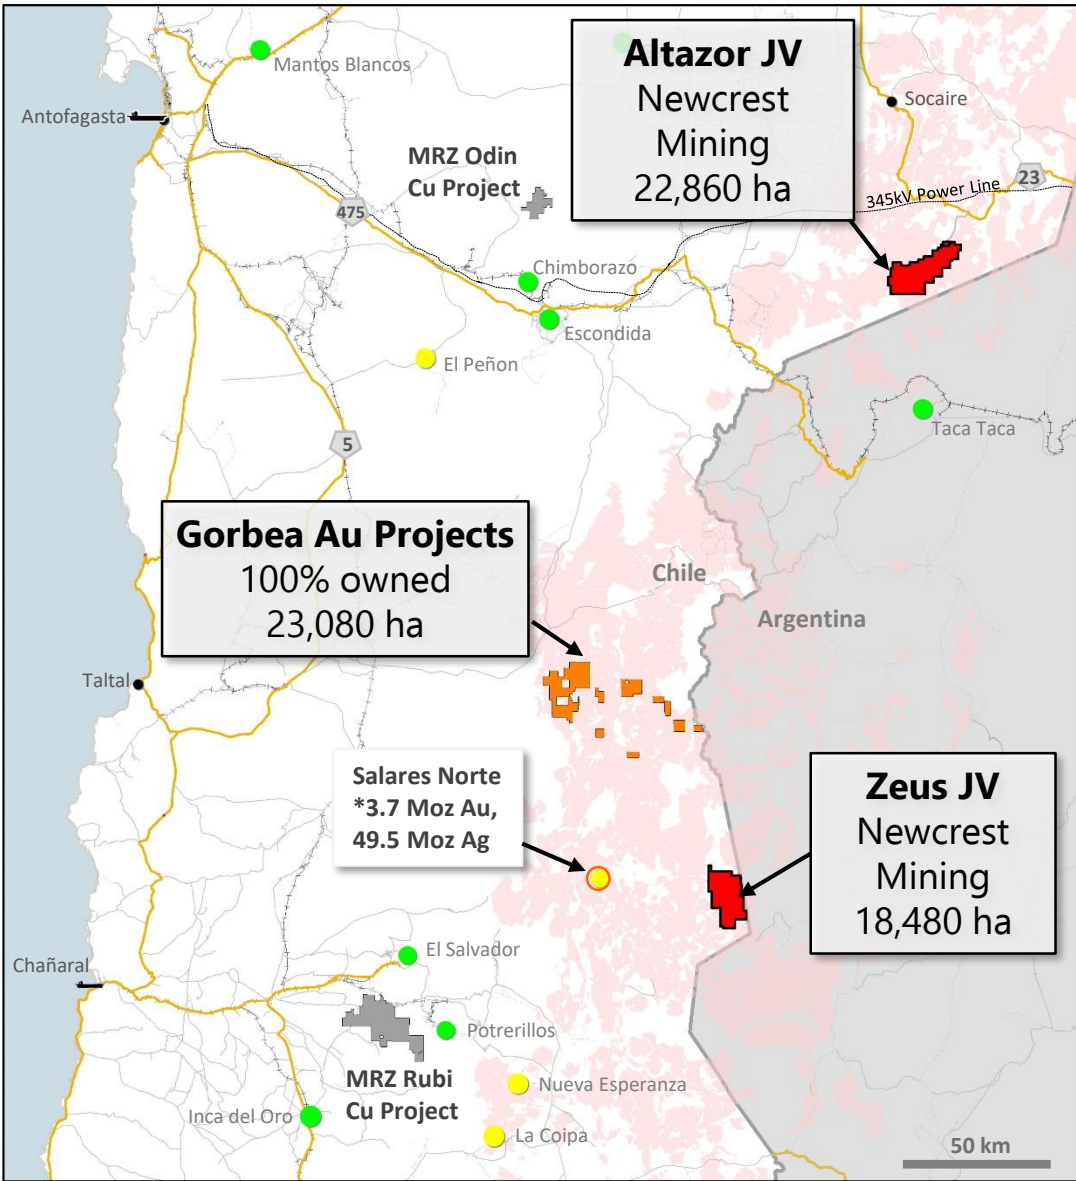 Altazor JV
Newcrest
Mining
22,860 ha
Mantos Blancos
Antofagasta
Socaire
MRZ Odin
Cu Project
475
345kV Power Line
23
Chimborazo
Escondida
El Peñon
Taca Taca
5
Gorbea Au Projects
100% owned
23,080 ha
Chile
Argentina
Taltal
Salares Norte
*3.7 Moz Au,
49.5 Moz Ag
Zeus JV
Newcrest
Mining
18,480 ha
El Salvador
Chañaral
Potrerillos
MRZ Rubi
Cu Project
Nueva Esperanza
Inca del Oro
La Coipa
50 km